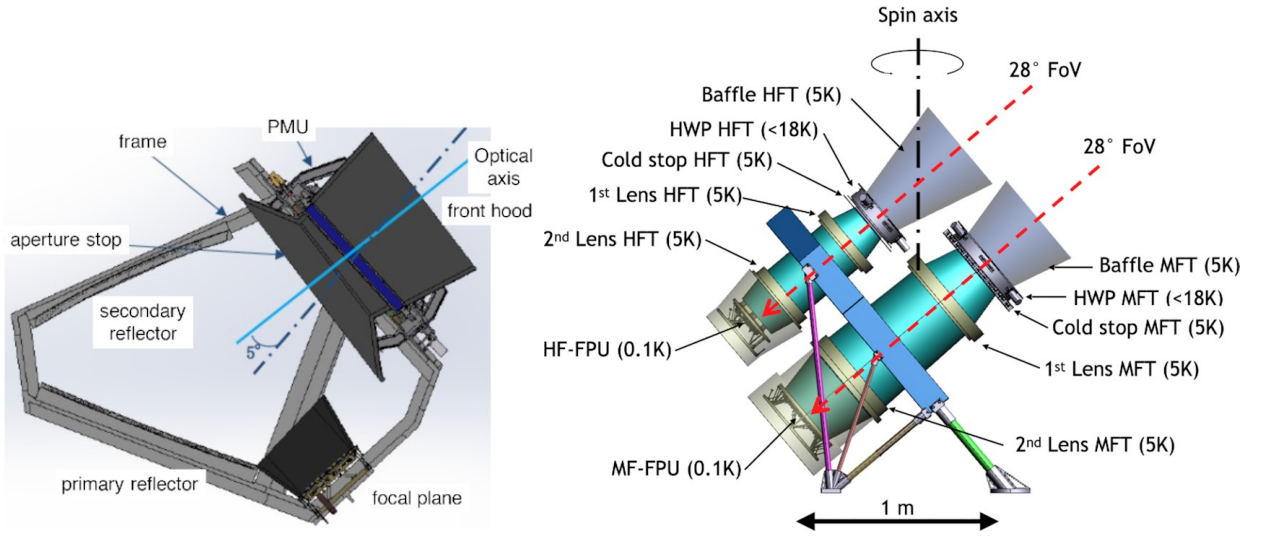 PMU
frame
Optical
axis
front hood
aperture stop
secondary
reflector
5°
primary reflector
focal plane
Spin axis
28° FoV
Baffle HFT (5K)
HWP HFT (<18K)
28° FoV
Cold stop HFT (5K)
1st Lens HFT (5K)
2nd Lens HFT (5K)
Baffle MFT (5K)
HWP MFT (<18K)
Cold stop MFT (5K)
HF-FPU (0.1K)
1st Lens MFT (5K)
2nd Lens MFT (5K)
MF-FPU (0.1K)
1 m